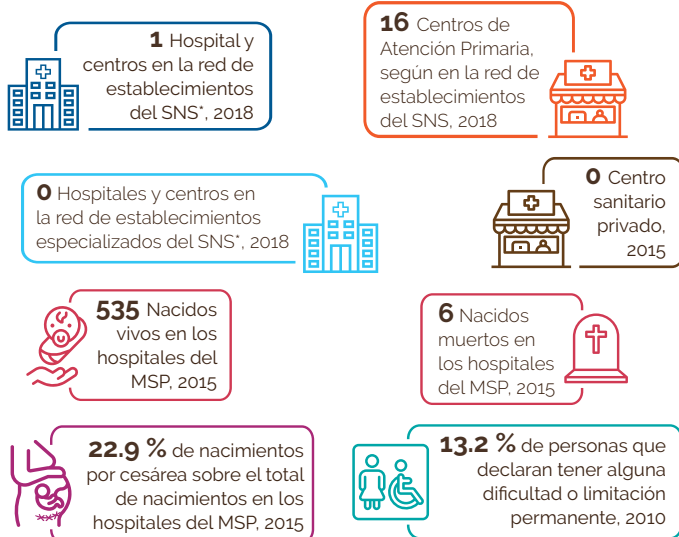 1 Hospital y
centros en la red de
establecimientos
del SNS*, 2018
16 Centros de
Atención Primaria,
según en la red de
establecimientos
del SNS, 2018
0 Hospitales y centros en
la red de establecimientos
especializados del SNS*, 2018
0 Centro
sanitario
privado,
2015
535 Nacidos
vivos en los
hospitales del
MSP, 2015
6 Nacidos
muertos en
los hospitales
del MSP, 2015
22.9 % de nacimientos
por cesárea sobre el total
de nacimientos en los
hospitales del MSP, 2015
13.2 % de personas que
declaran tener alguna
dificultad o limitación
permanente, 2010